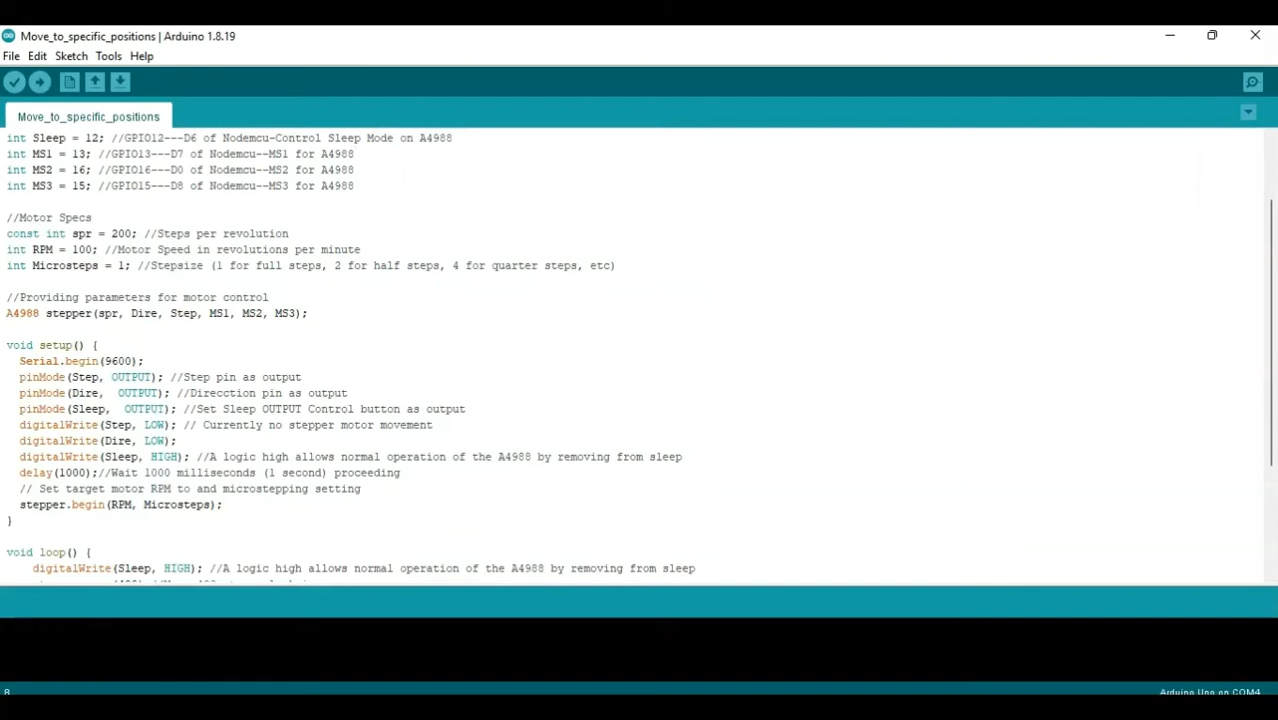 Move_to_specific_positions | Arduino 1.8.19
File Edit Sketch Tools Help
Move_to_specific_positions
int Sleep = 12; //GPIO12---D6 of Nodemcu-Control Sleep Mode on A4988
int MS1 = 13; //GPIO13---D7 of Nodemcu--MS1 for A4988
int MS2 = 16; //GPIO16---D0 of Nodemcu--MS2 for A4988
int MS3 = 15; //GPIO15---D8 of Nodemcu--MS3 for A4988
//Motor Specs
const int spr = 200; //Steps per revolution
int RPM = 100; //Motor Speed in revolutions per minute
int Microsteps = 1; //Stepsize (1 for full steps, 2 for half steps, 4 for quarter steps, etc)
//Providing parameters for motor control
A4988 stepper(spr, Dire, Step, MS1, MS2, MS3);
void setup() {
Serial.begin(9600);
pinMode(Step, OUTPUT); //Step pin as output
pinMode(Dire,  OUTPUT); //Direcction pin as output
pinMode(Sleep,  OUTPUT); //Set Sleep OUTPUT Control button as output
digitalWrite(Step, LOW); // Currently no stepper motor movement
digitalWrite(Dire, LOW);
digitalWrite(Sleep, HIGH); //A logic high allows normal operation of the A4988 by removing from sleep
delay(1000);//Wait 1000 milliseconds (1 second) proceeding
// Set target motor RPM to and microstepping setting
stepper.begin(RPM, Microsteps);
}
void loop() {
digitalWrite(Sleep, HIGH); //A logic high allows normal operation of the A4988 by removing from sleep
8
Arduino Uno on COM4